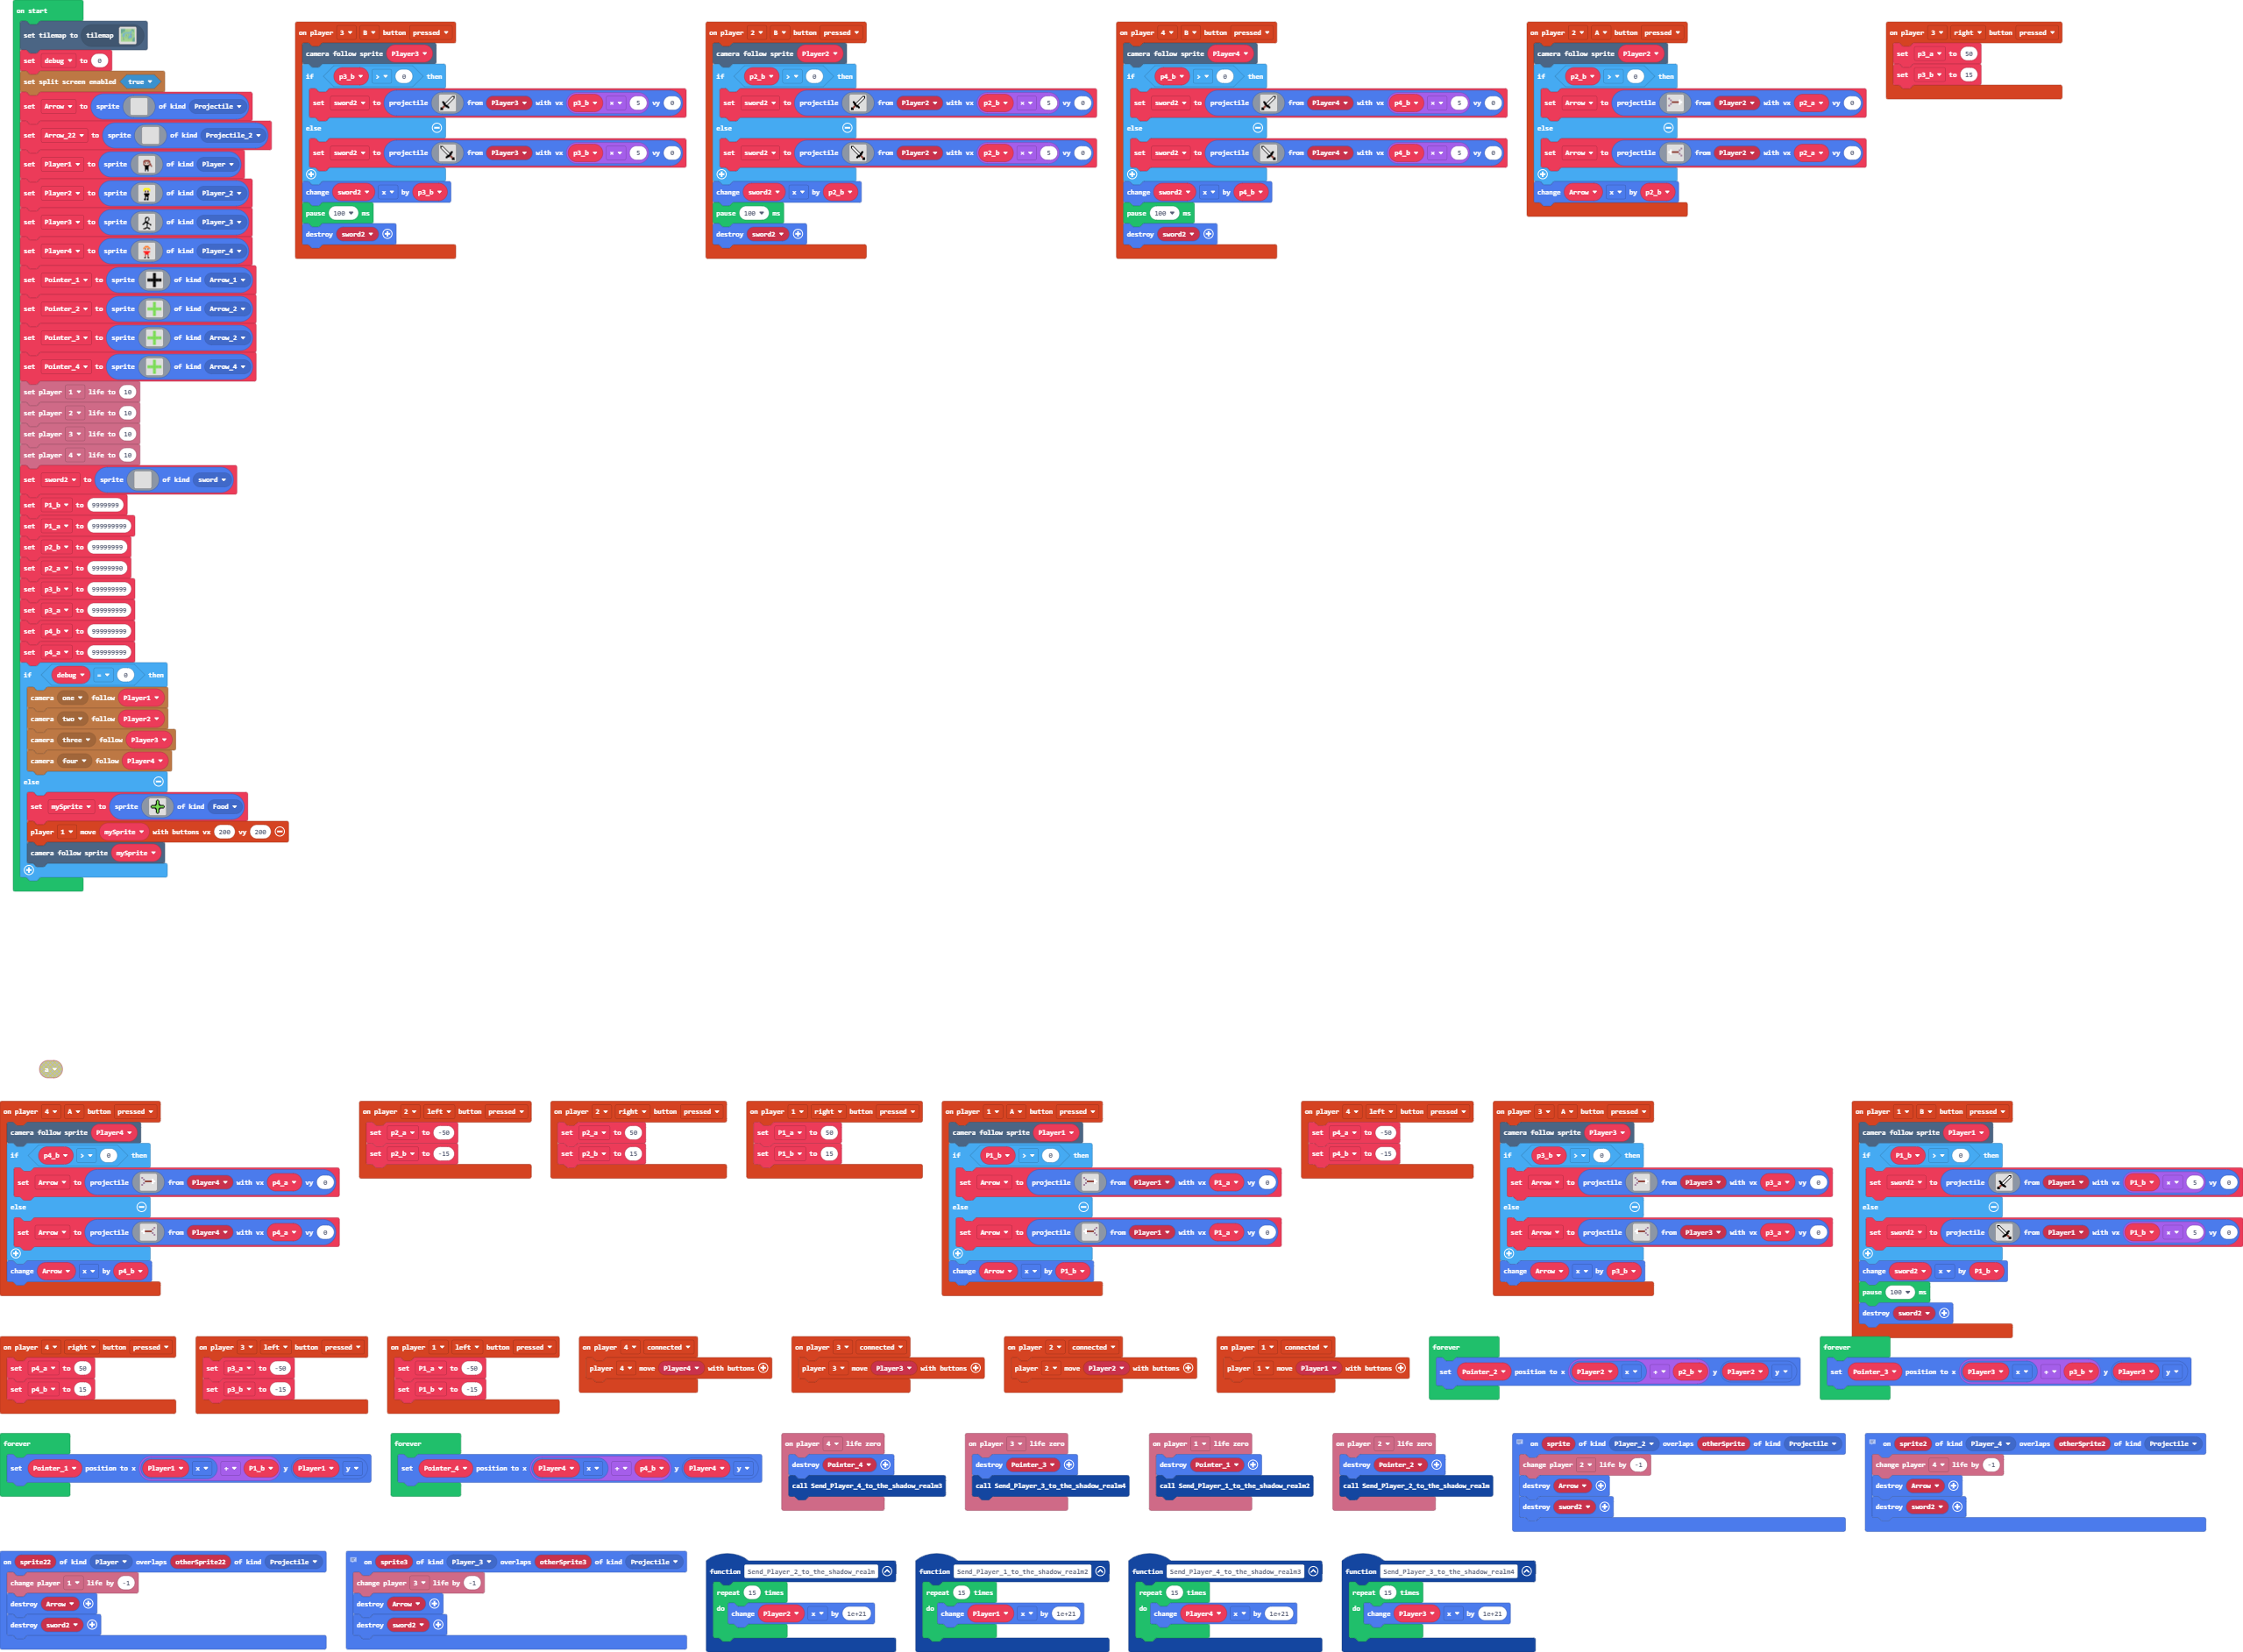 on start
set tilemap to tilemap
set debug to 0
set split screen enabled true
set Arrow to sprite of kind Projectile
set Arrow_22 to sprite of kind Projectile_2
set Player1 to sprite of kind Player
set Player2 to sprite of kind Player_2
set Player3 to sprite of kind Player_3
set Player4 to sprite of kind Player_4
set Pointer_1 to sprite of kind Arrow_1
set Pointer_2 to sprite of kind Arrow_2
set Pointer_3 to sprite of kind Arrow_2
set Pointer_4 to sprite of kind Arrow_4
set player 1 life to 10
set player 2 life to 10
set player 3 life to 10
set player 4 life to 10
set sword2 to sprite of kind sword
set P1_b to 9999999
set P1_a to 999999999
set p2_b to 99999999
set p2_a to 99999990
set p3_b to 999999999
set p3_a to 999999999
set p4_b to 999999999
set p4_a to 999999999
if debug = 0 then
camera one follow Player1
camera two follow Player2
camera three follow Player3
camera four follow Player4
else
set mySprite to sprite of kind Food
player 1 move mySprite with buttons vx 200 vy 200
camera follow sprite mySprite
on player 3 B button pressed
camera follow sprite Player3
if p3_b > 0 then
set sword2 to projectile from Player3 with vx p3_b × 5 vy 0
else
set sword2 to projectile from Player3 with vx p3_b × 5 vy 0
change sword2 x by p3_b
pause 100 ms
destroy sword2
on player 2 B button pressed
camera follow sprite Player2
if p2_b > 0 then
set sword2 to projectile from Player2 with vx p2_b × 5 vy 0
else
set sword2 to projectile from Player2 with vx p2_b × 5 vy 0
change sword2 x by p2_b
pause 100 ms
destroy sword2
on player 4 B button pressed
camera follow sprite Player4
if p4_b > 0 then
set sword2 to projectile from Player4 with vx p4_b × 5 vy 0
else
set sword2 to projectile from Player4 with vx p4_b × 5 vy 0
change sword2 x by p4_b
pause 100 ms
destroy sword2
on player 2 A button pressed
camera follow sprite Player2
if p2_b > 0 then
set Arrow to projectile from Player2 with vx p2_a vy 0
else
set Arrow to projectile from Player2 with vx p2_a vy 0
change Arrow x by p2_b
on player 3 right button pressed
set p3_a to 50
set p3_b to 15
a
on player 4 A button pressed
camera follow sprite Player4
if p4_b > 0 then
set Arrow to projectile from Player4 with vx p4_a vy 0
else
set Arrow to projectile from Player4 with vx p4_a vy 0
change Arrow x by p4_b
on player 2 left button pressed
set p2_a to -50
set p2_b to -15
on player 2 right button pressed
set p2_a to 50
set p2_b to 15
on player 1 right button pressed
set P1_a to 50
set P1_b to 15
on player 1 A button pressed
camera follow sprite Player1
if P1_b > 0 then
set Arrow to projectile from Player1 with vx P1_a vy 0
else
set Arrow to projectile from Player1 with vx P1_a vy 0
change Arrow x by P1_b
on player 4 left button pressed
set p4_a to -50
set p4_b to -15
on player 3 A button pressed
camera follow sprite Player3
if p3_b > 0 then
set Arrow to projectile from Player3 with vx p3_a vy 0
else
set Arrow to projectile from Player3 with vx p3_a vy 0
change Arrow x by p3_b
on player 1 B button pressed
camera follow sprite Player1
if P1_b > 0 then
set sword2 to projectile from Player1 with vx P1_b × 5 vy 0
else
set sword2 to projectile from Player1 with vx P1_b × 5 vy 0
change sword2 x by P1_b
pause 100 ms
destroy sword2
on player 4 right button pressed
set p4_a to 50
set p4_b to 15
on player 3 left button pressed
set p3_a to -50
set p3_b to -15
on player 1 left button pressed
set P1_a to -50
set P1_b to -15
on player 4 connected
player 4 move Player4 with buttons
on player 3 connected
player 3 move Player3 with buttons
on player 2 connected
player 2 move Player2 with buttons
on player 1 connected
player 1 move Player1 with buttons
forever
set Pointer_2 position to x Player2 x + p2_b y Player2 y
forever
set Pointer_3 position to x Player3 x + p3_b y Player3 y
forever
set Pointer_1 position to x Player1 x + P1_b y Player1 y
forever
set Pointer_4 position to x Player4 x + p4_b y Player4 y
on player 4 life zero
destroy Pointer_4
call Send_Player_4_to_the_shadow_realm3
on player 3 life zero
destroy Pointer_3
call Send_Player_3_to_the_shadow_realm4
on player 1 life zero
destroy Pointer_1
call Send_Player_1_to_the_shadow_realm2
on player 2 life zero
destroy Pointer_2
call Send_Player_2_to_the_shadow_realm
on sprite of kind Player_2 overlaps otherSprite of kind Projectile
change player 2 life by -1
destroy Arrow
destroy sword2
on sprite2 of kind Player_4 overlaps otherSprite2 of kind Projectile
change player 4 life by -1
destroy Arrow
destroy sword2
on sprite22 of kind Player overlaps otherSprite22 of kind Projectile
change player 1 life by -1
destroy Arrow
destroy sword2
on sprite3 of kind Player_3 overlaps otherSprite3 of kind Projectile
change player 3 life by -1
destroy Arrow
destroy sword2
function Send_Player_2_to_the_shadow_realm
repeat 15 times
do change Player2 x by 1e+21
function Send_Player_1_to_the_shadow_realm2
repeat 15 times
do change Player1 x by 1e+21
function Send_Player_4_to_the_shadow_realm3
repeat 15 times
do change Player4 x by 1e+21
function Send_Player_3_to_the_shadow_realm4
repeat 15 times
do change Player3 x by 1e+21